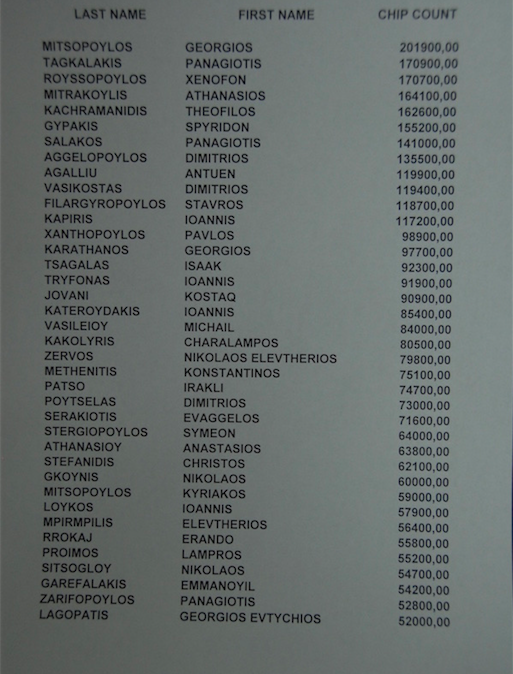 LAST NAME FIRST NAME CHIP COUNT
MITSOPOYLOS GEORGIOS 201900,00
TAGKALAKIS PANAGIOTIS 170900,00
ROYSSOPOYLOS XENOFON 170700,00
MITRAKOYLIS ATHANASIOS 164100,00
KACHRAMANIDIS THEOFILOS 162600,00
GYPAKIS SPYRIDON 155200,00
SALAKOS PANAGIOTIS 141000,00
AGGELOPOYLOS DIMITRIOS 135500,00
AGALLIU ANTUEN 119900,00
VASIKOSTAS DIMITRIOS 119400,00
FILARGYROPOYLOS STAVROS 118700,00
KAPIRIS IOANNIS 117200,00
XANTHOPOYLOS PAVLOS 98900,00
KARATHANOS GEORGIOS 97700,00
TSAGALAS ISAAK 92300,00
TRYFONAS IOANNIS 91900,00
JOVANI KOSTAQ 90900,00
KATEROYDAKIS IOANNIS 85400,00
VASILEIOY MICHAIL 84000,00
KAKOLYRIS CHARALAMPOS 80500,00
ZERVOS NIKOLAOS ELEVTHERIOS 79800,00
METHENITIS KONSTANTINOS 75100,00
PATSO IRAKLI 74700,00
POYTSELAS DIMITRIOS 73000,00
SERAKIOTIS EVAGGELOS 71600,00
STERGIOPOYLOS SYMEON 64000,00
ATHANASIOY ANASTASIOS 63800,00
STEFANIDIS CHRISTOS 62100,00
GKOYNIS NIKOLAOS 60000,00
MITSOPOYLOS KYRIAKOS 59000,00
LOYKOS IOANNIS 57900,00
MPIRMPILIS ELEVTHERIOS 56400,00
RROKAJ ERANDO 55800,00
PROIMOS LAMPROS 55200,00
SITSOGLOY NIKOLAOS 54700,00
GAREFALAKIS EMMANOYIL 54200,00
ZARIFOPOYLOS PANAGIOTIS 52800,00
LAGOPATIS GEORGIOS EVTYCHIOS 52000,00